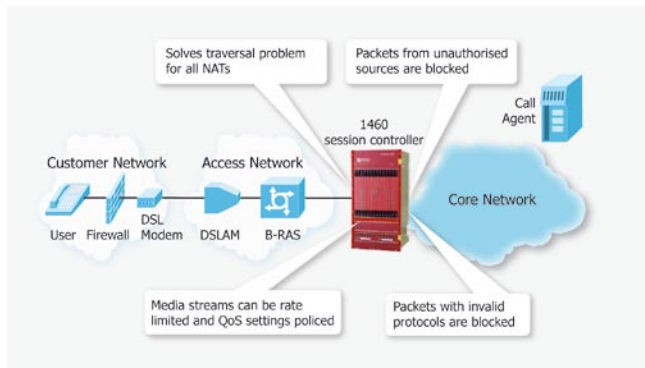 Solves traversal problem
for all NATs
Packets from unauthorised
sources are blocked
Call
Agent
1460
session controller
Customer Network
Access Network
Core Network
User
Firewall
DSL
Modem
DSLAM
B-RAS
Media streams can be rate
limited and QoS settings policed
Packets with invalid
protocols are blocked